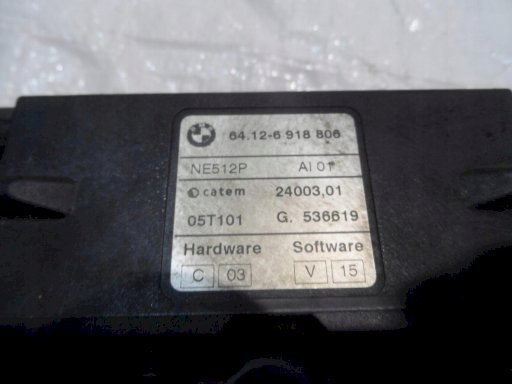 64.12-6 918 806
NE512P AI 01
catem 24003,01
05T101 G. 536619
Hardware Software
C 03 V 15